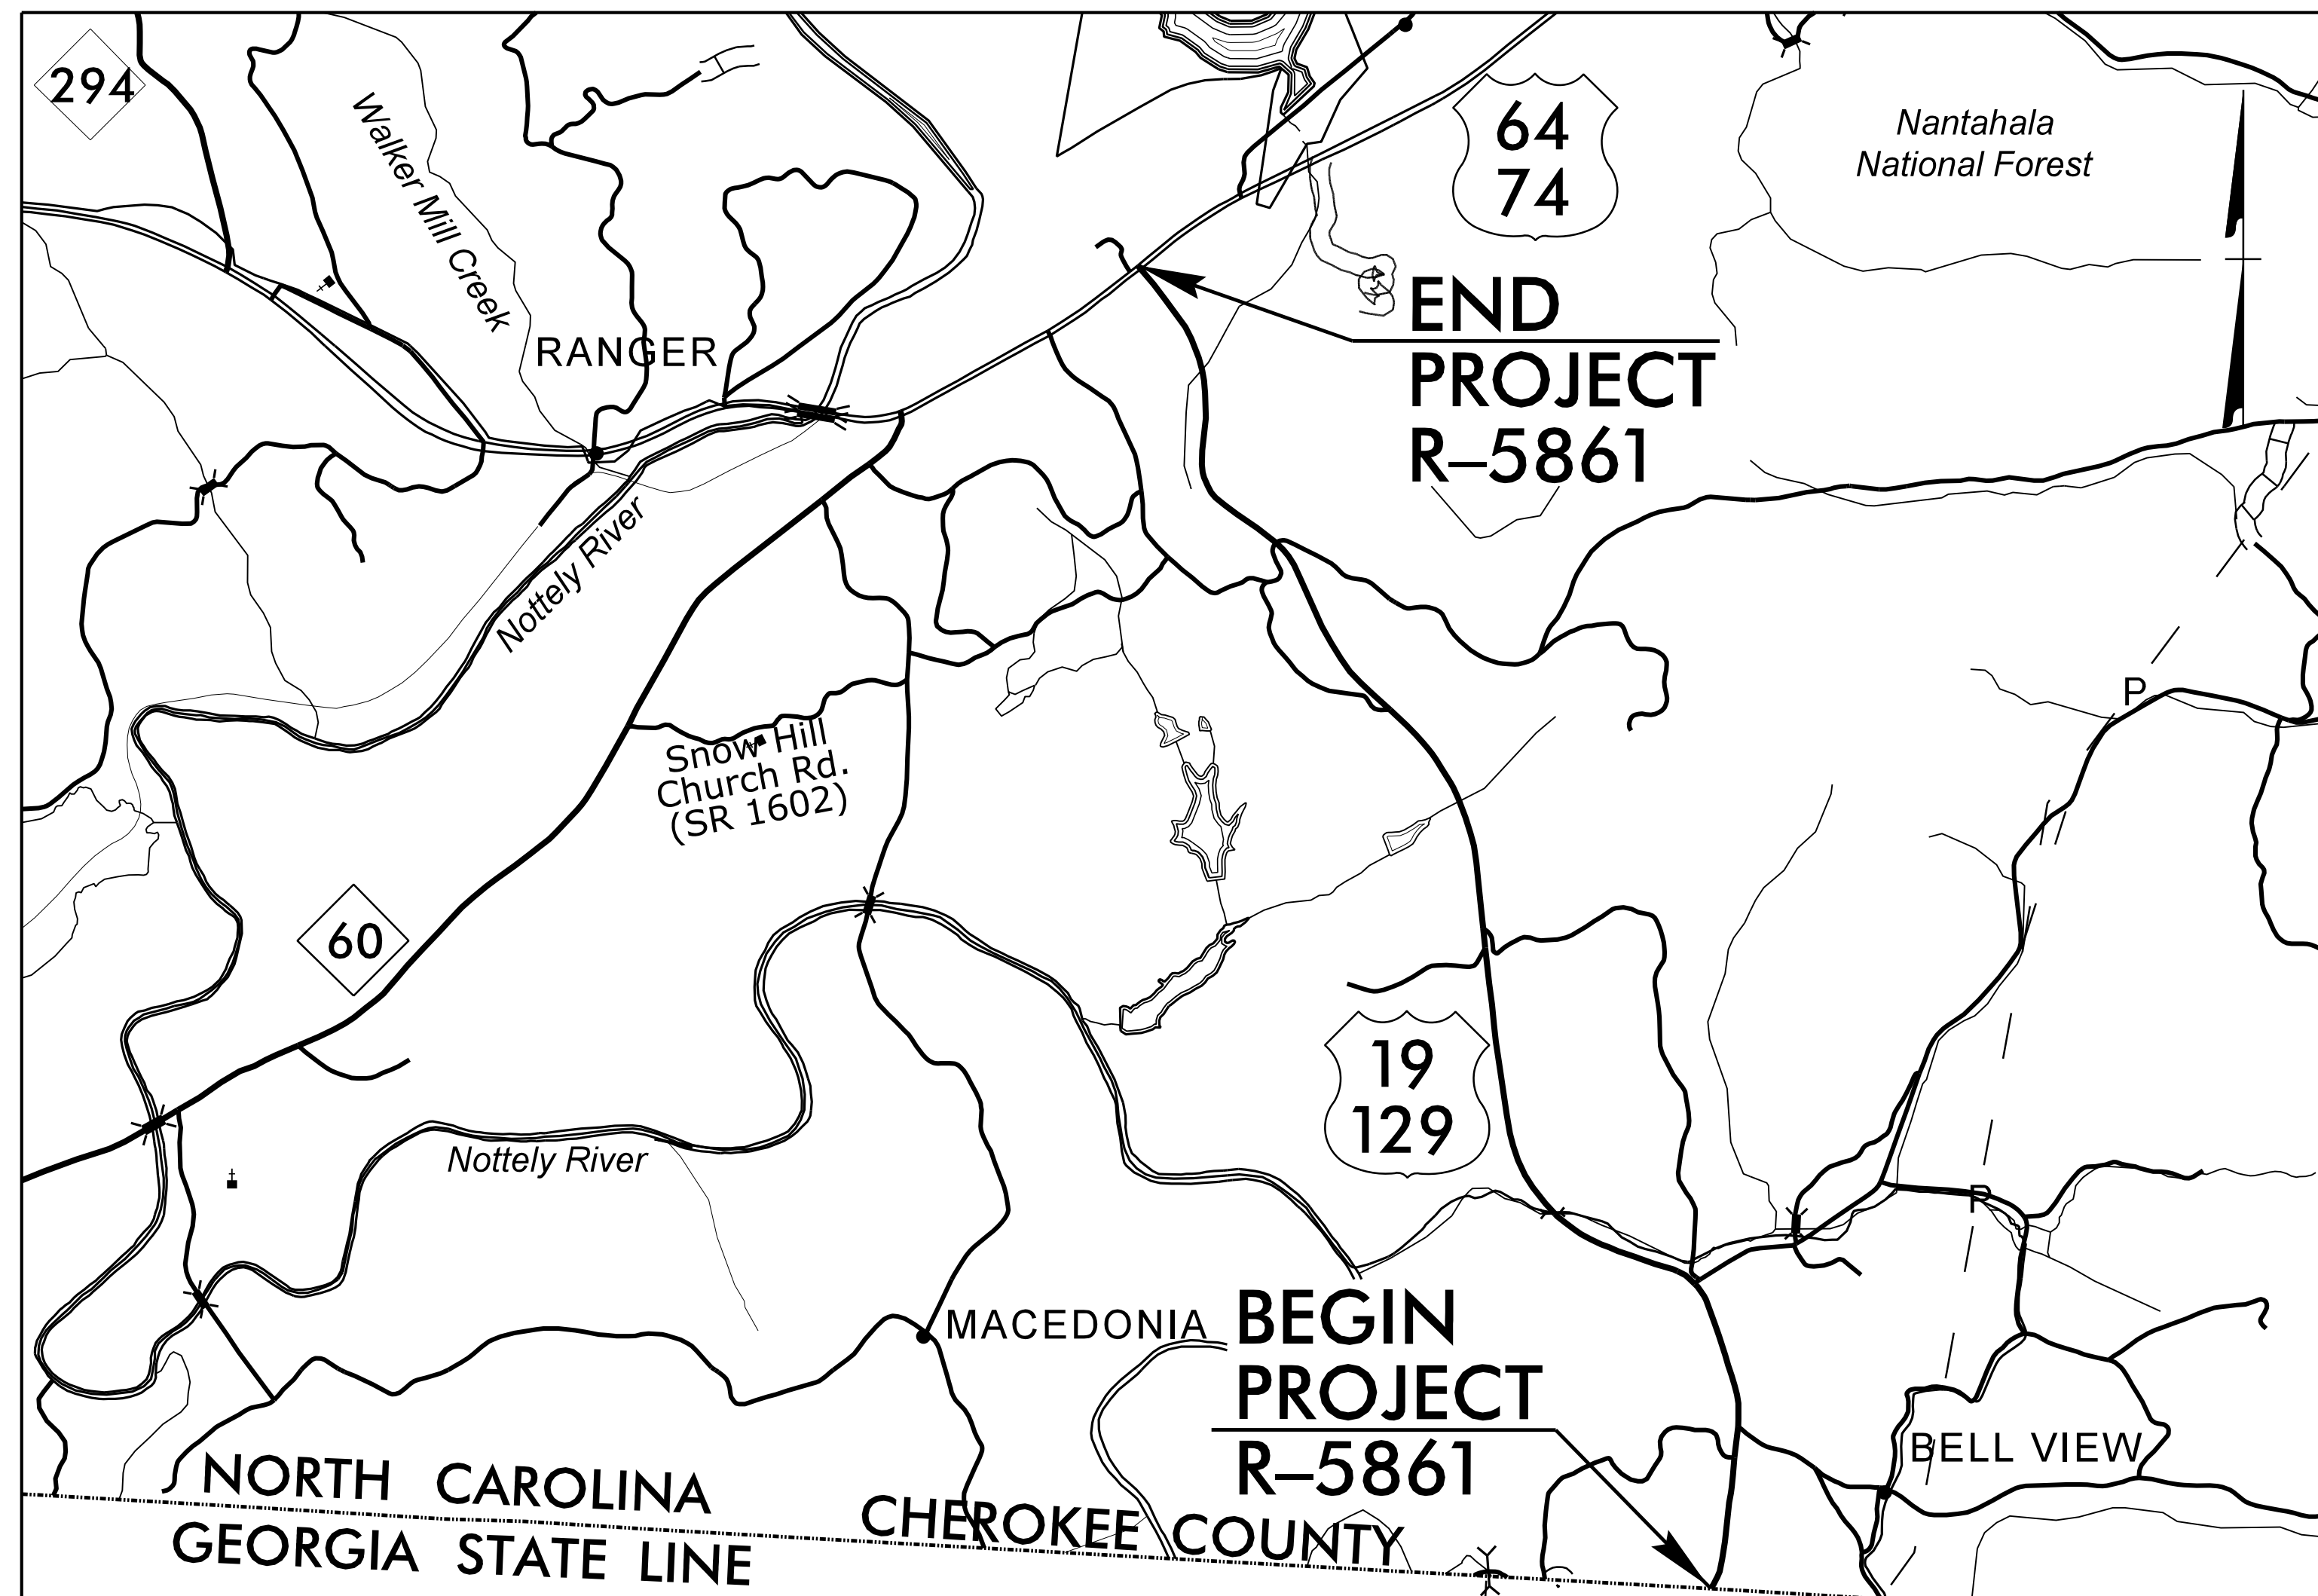 294
Walker Mill Creek
64
74
Nantahala
National Forest
RANGER
END
PROJECT
R–5861
Nottely River
P
Snow Hill
Church Rd.
(SR 1602)
60
19
129
Nottely River
P
MACEDONIA
BEGIN
PROJECT
R–5861
BELL VIEW
NORTH CAROLINA
GEORGIA STATE LINE
CHEROKEE COUNTY